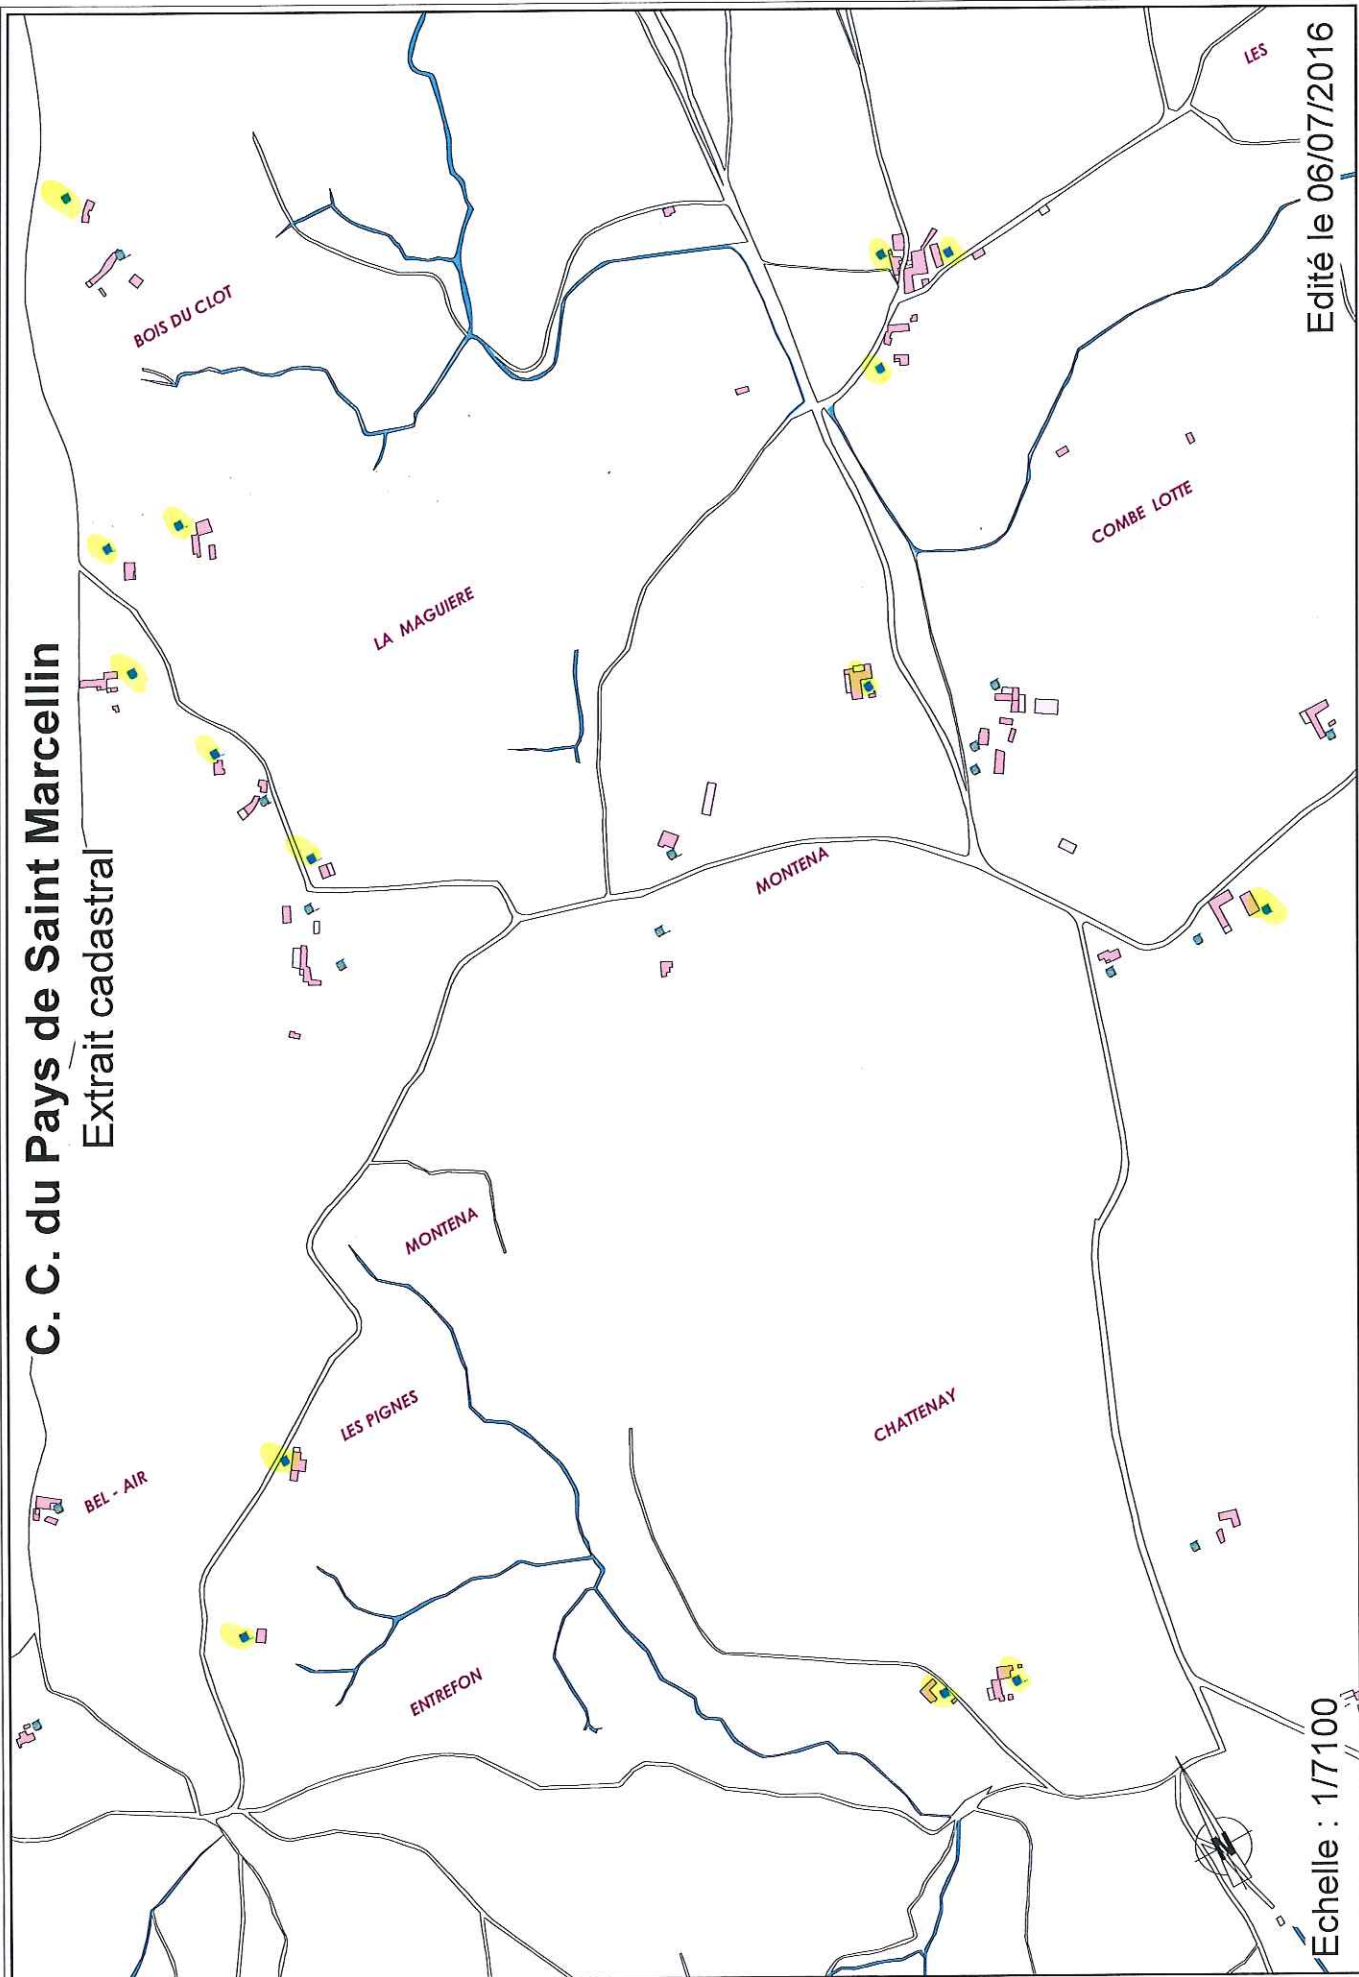 C. C. du Pays de Saint Marcellin
Extrait cadastral
BEL - AIR
BOIS DU CLOT
LES PIGNES
MONTENA
LA MAGUIERE
ENTREFON
MONTENA
CHATTENAY
COMBE LOTTE
LES
N
Echelle : 1/7100
Edité le 06/07/2016